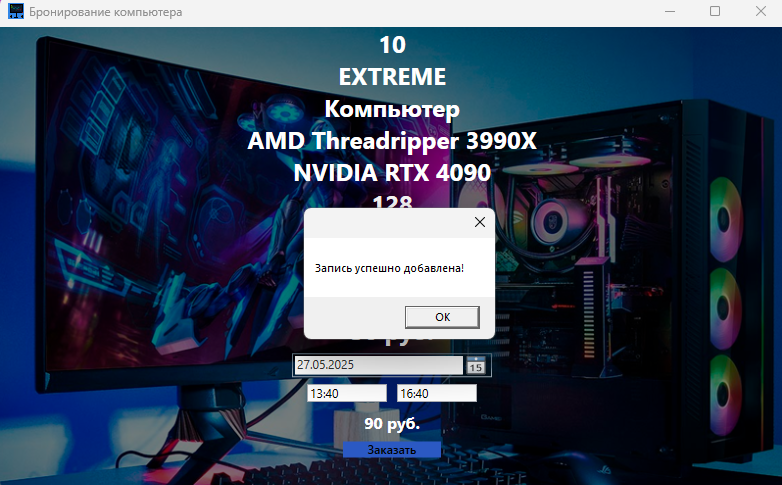 Бронирование компьютера
10
EXTREME
Компьютер
AMD Threadripper 3990X
NVIDIA RTX 4090
128
Запись успешно добавлена!
OK
27.05.2025
15
13:40
16:40
90 руб.
Заказать